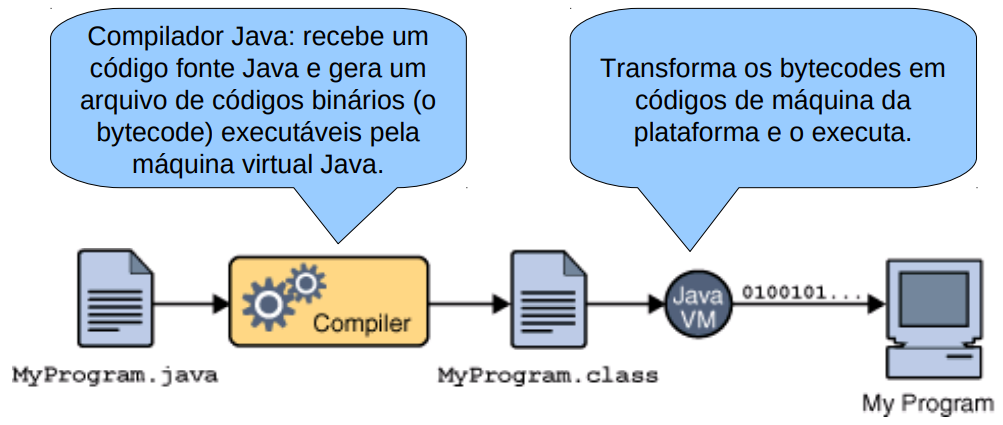 Compilador Java: recebe um
código fonte Java e gera um
arquivo de códigos binários (o
bytecode) executáveis pela
máquina virtual Java.
Transforma os bytecodes em
códigos de máquina da
plataforma e o executa.
MyProgram.java
Compiler
MyProgram.class
Java
VM
0100101...
My Program